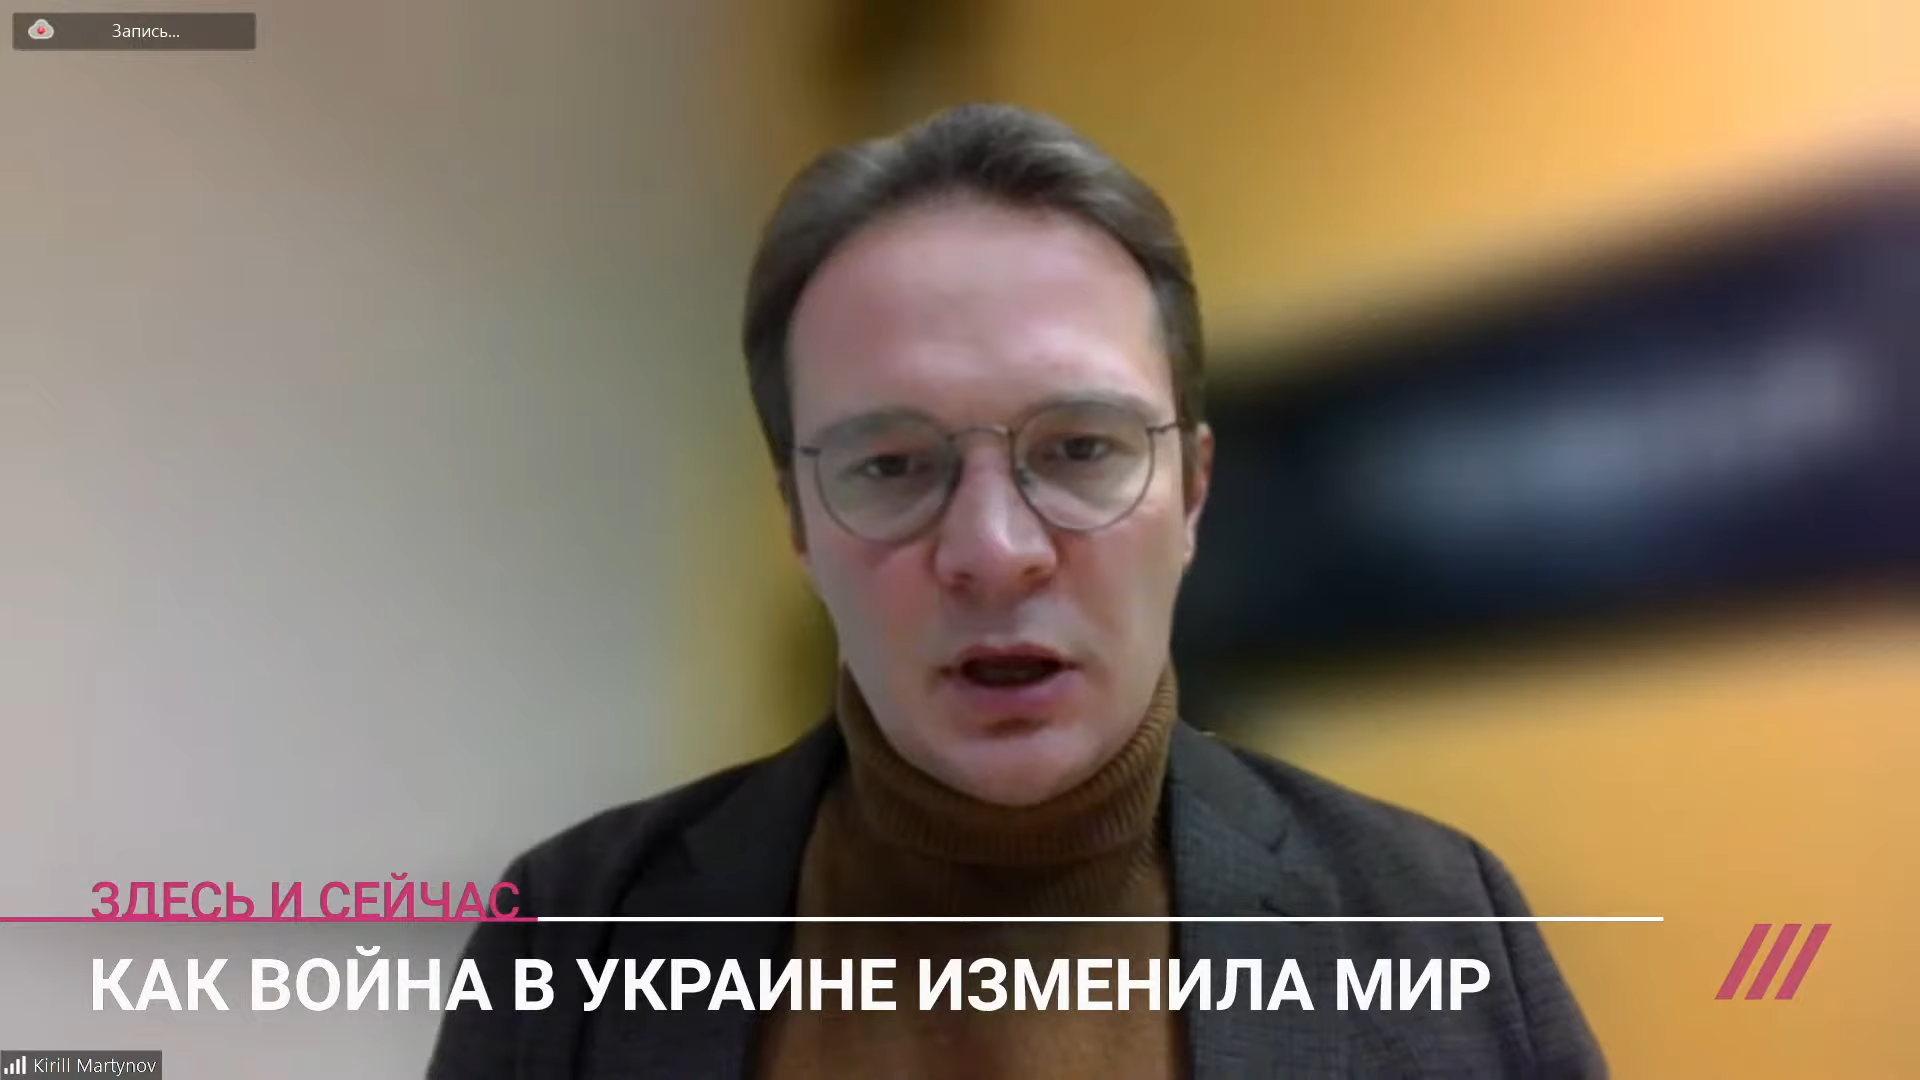 Запись...
ЗДЕСЬ И СЕЙЧАС
КАК ВОЙНА В УКРАИНЕ ИЗМЕНИЛА МИР
Kirill Martynov